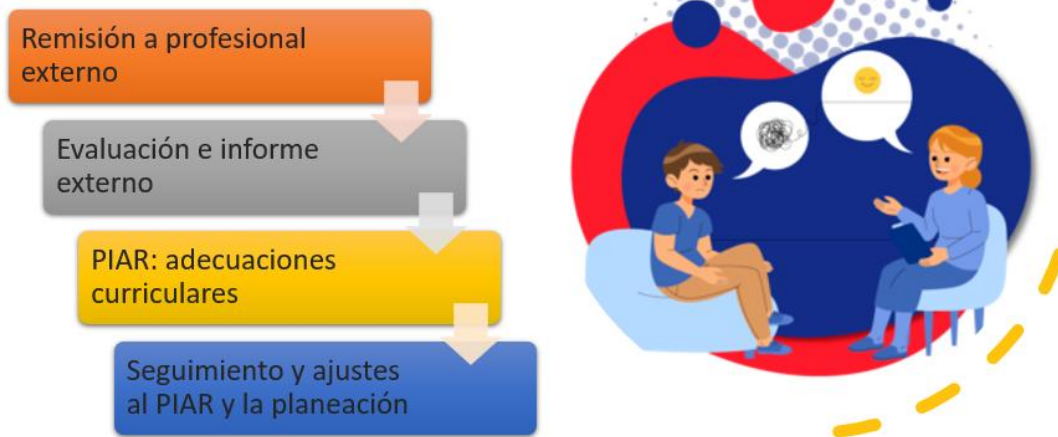 Remisión a profesional
externo
Evaluación e informe
externo
PIAR: adecuaciones
curriculares
Seguimiento y ajustes
al PIAR y la planeación